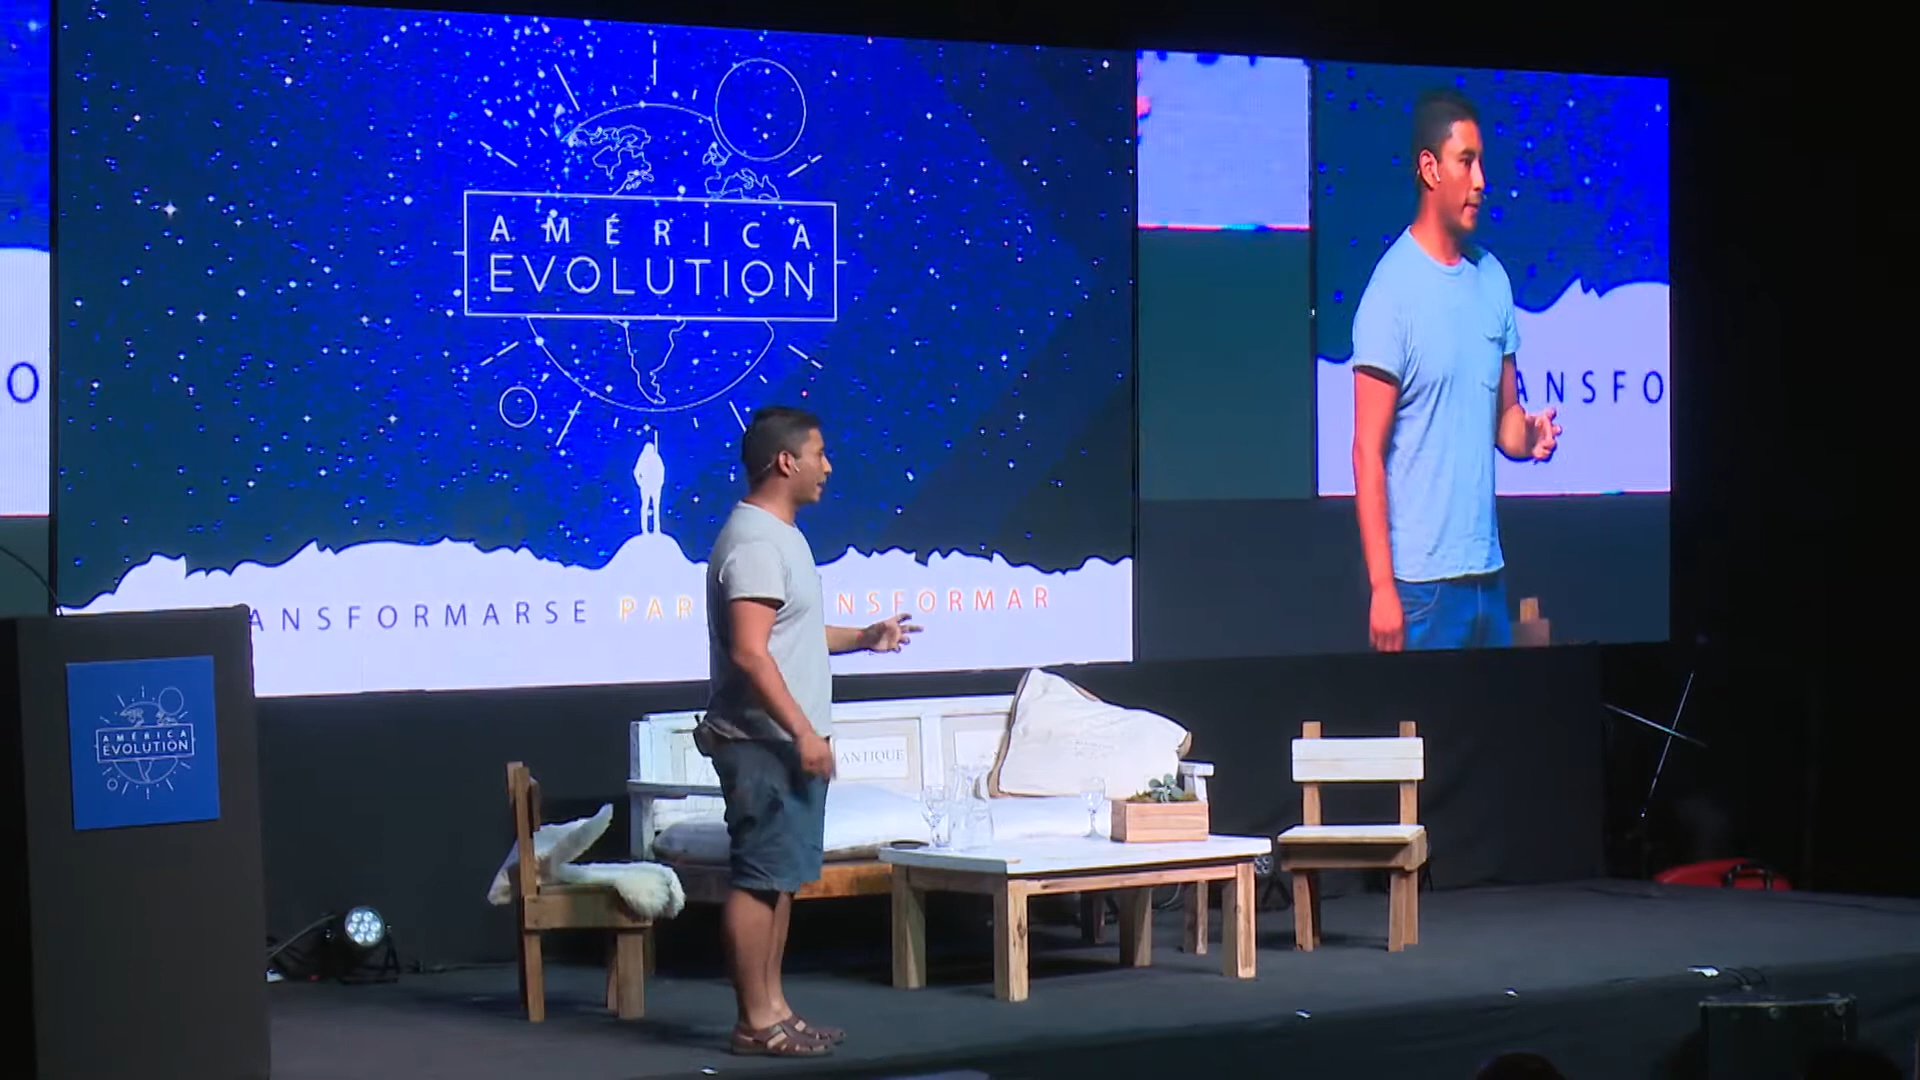 AMÉRICA
EVOLUTION
O
ANSFORMARSE PAR NSFORMAR
ANSFO
ANTIQUE
AMÉRICA
EVOLUTION